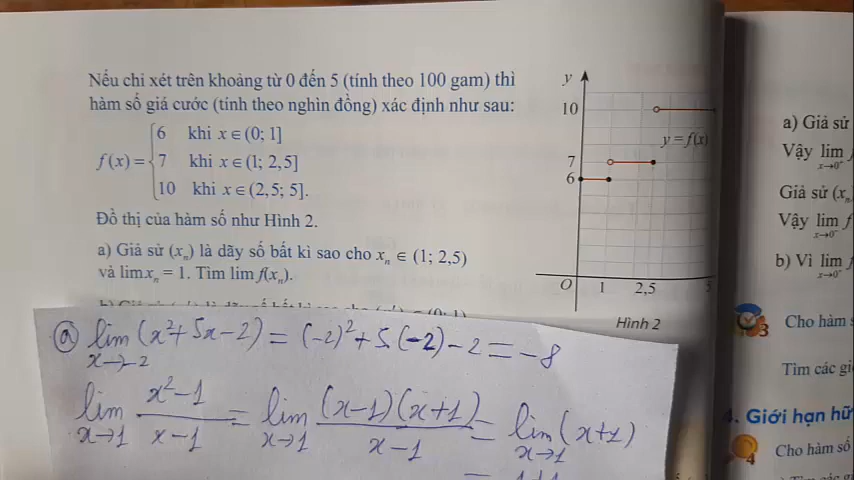 Nếu chỉ xét trên khoảng từ 0 đến 5 (tính theo 100 gam) thì
hàm số giá cước (tính theo nghìn đồng) xác định như sau:
6 khi x ∈ (0; 1]
f(x) = { 7 khi x ∈ (1; 2,5]
10 khi x ∈ (2,5; 5].
Đồ thị của hàm số như Hình 2.
a) Giả sử (xₙ) là dãy số bất kì sao cho xₙ ∈ (1; 2,5)
và lim xₙ = 1. Tìm lim f(xₙ).
y
10
y = f(x)
7
6
O 1 2,5 5
Hình 2
a) lim (x² + 5x − 2) = (−2)² + 5.(−2) − 2 = −8
x→−2
lim (x² − 1)/(x − 1) = lim (x−1)(x+1)/(x − 1) = lim (x+1)
x→1 x→1 x→1
a) Giả sử
Vậy lim
x→0⁻
Giả sử (xₙ
Vậy lim f
b) Vì lim f
3 Cho hàm s
Tìm các gi
4. Giới hạn hữ
4 Cho hàm số